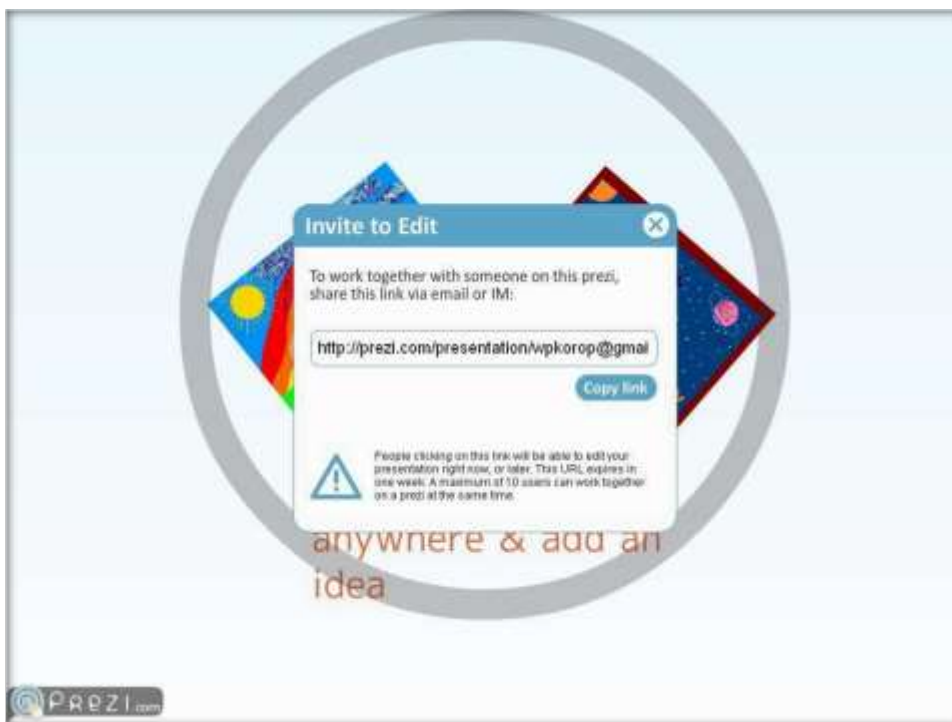 Invite to Edit
To work together with someone on this prezi,
share this link via email or IM:
http://prezi.com/presentation/wpkorop@gmai
Copy link
People clicking on this link will be able to edit your
presentation right now, or later. This URL expires in
one week. A maximum of 10 users can work together
on a prezi at the same time.
anywhere & add an
idea
PREZI.com